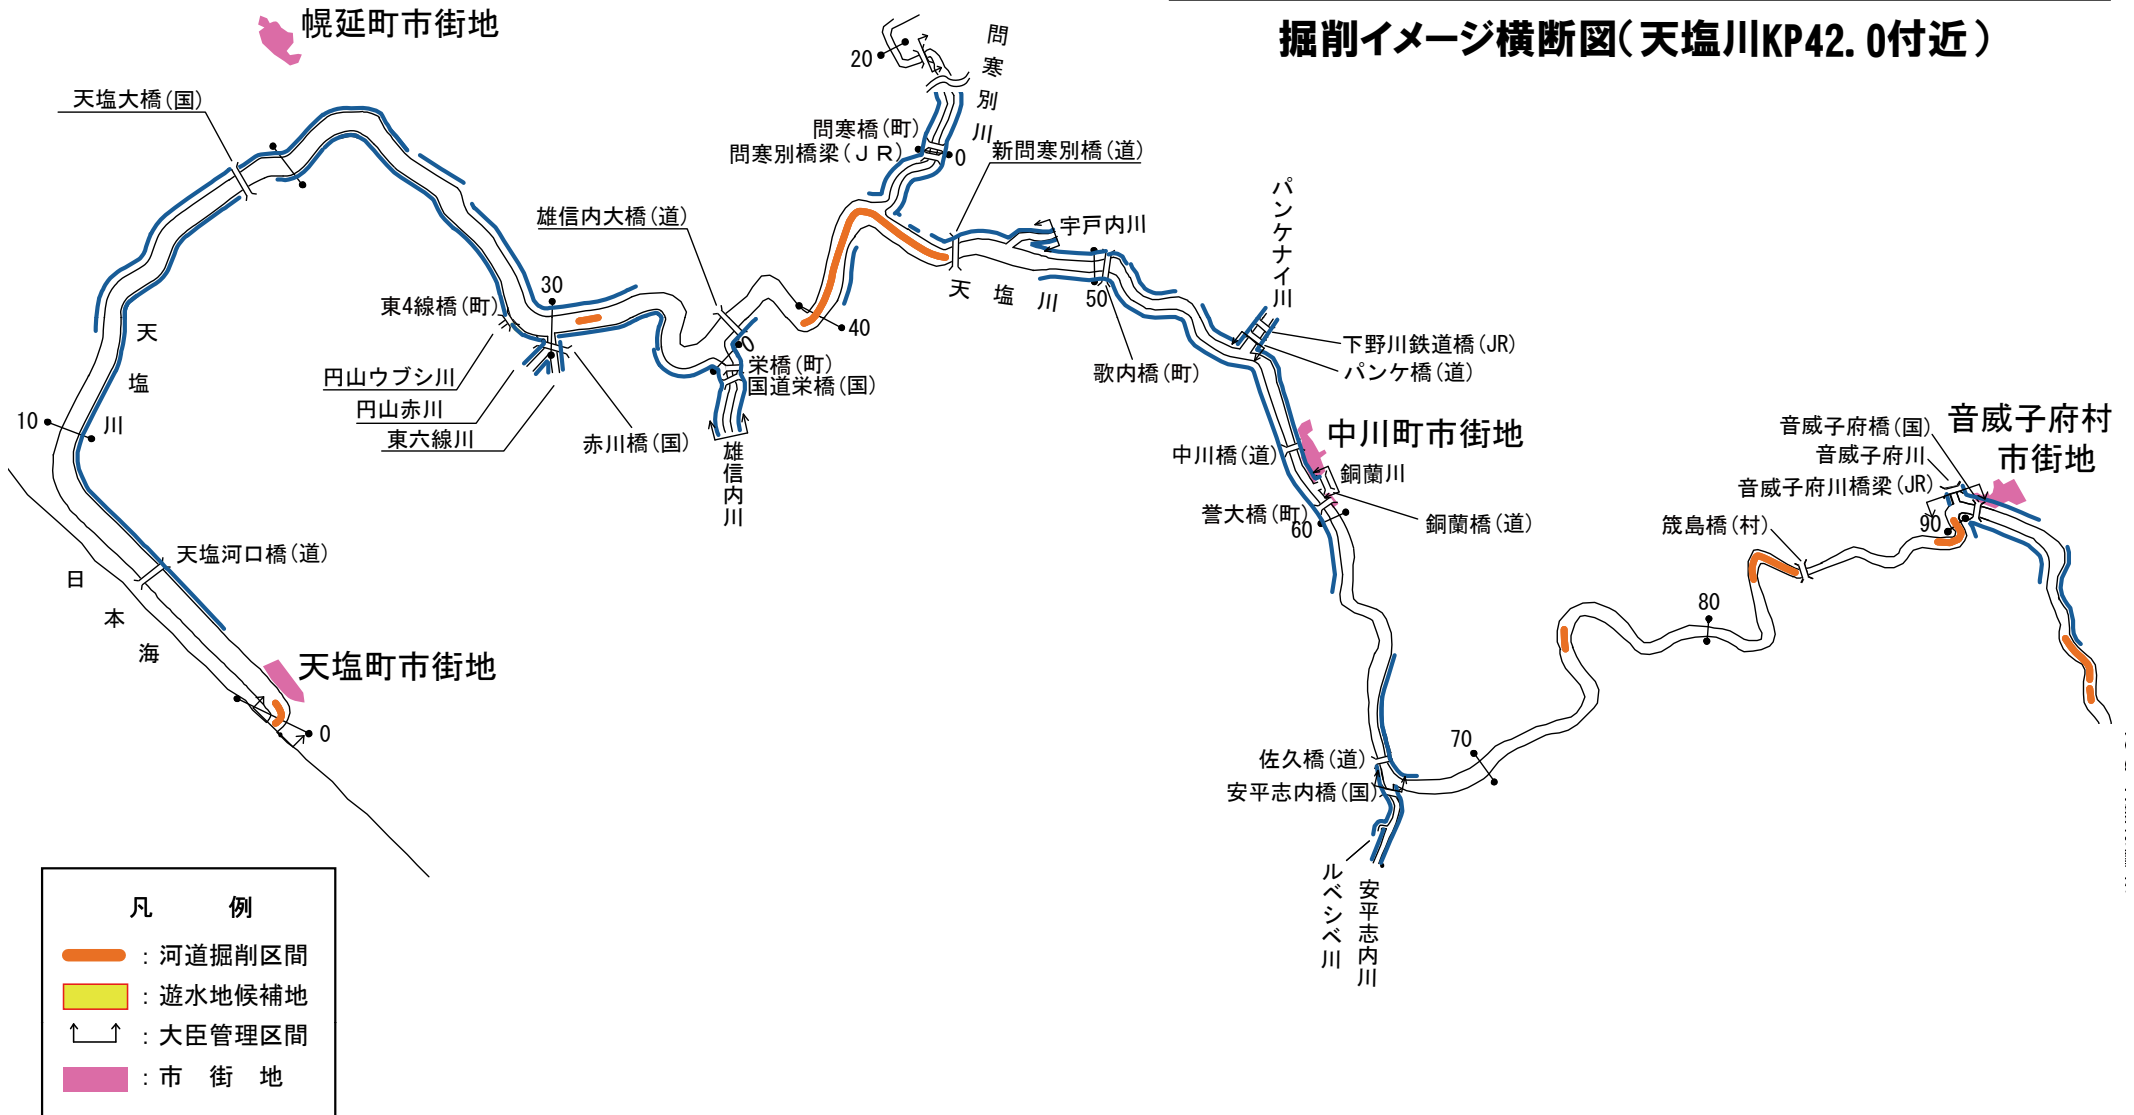 幌延町市街地
掘削イメージ横断図(天塩川KP42.0付近)
20
問寒別川
天塩大橋(国)
問寒橋(町)
問寒別橋梁(JR)
0
新問寒別橋(道)
パンケナイ川
雄信内大橋(道)
宇戸内川
30
東4線橋(町)
天塩川
50
40
天塩川
下野川鉄道橋(JR)
パンケ橋(道)
歌内橋(町)
0
栄橋(町)
国道栄橋(国)
円山ウブシ川
円山赤川
東六線川
赤川橋(国)
雄信内川
10
中川町市街地
中川橋(道)
銅蘭川
誉大橋(町)
60
銅蘭橋(道)
音威子府村
市街地
音威子府橋(国)
音威子府川
音威子府川橋梁(JR)
90
筬島橋(村)
天塩河口橋(道)
日本海
80
天塩町市街地
0
70
佐久橋(道)
安平志内橋(国)
ルベシベ川
安平志内川
凡 例
:河道掘削区間
:遊水地候補地
:大臣管理区間
:市 街 地